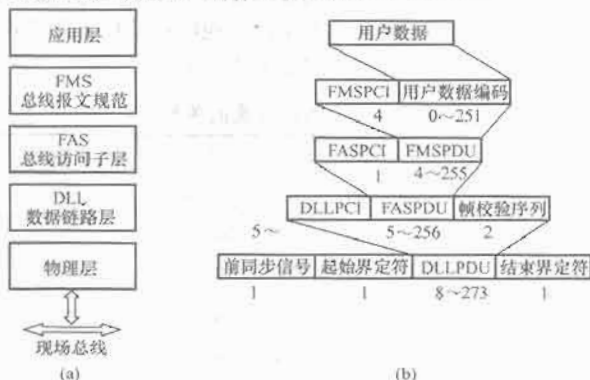 应用层
FMS
总线报文规范
FAS
总线访问子层
DLL
数据链路层
物理层
现场总线
(a)
用户数据
FMSPCI 用户数据编码
4 0~251
FASPCI FMSPDU
1 4~255
DLLPCI FASPDU 帧校验序列
5~ 5~256 2
前同步信号 起始界定符 DLLPDU 结束界定符
1 1 8~273 1
(b)